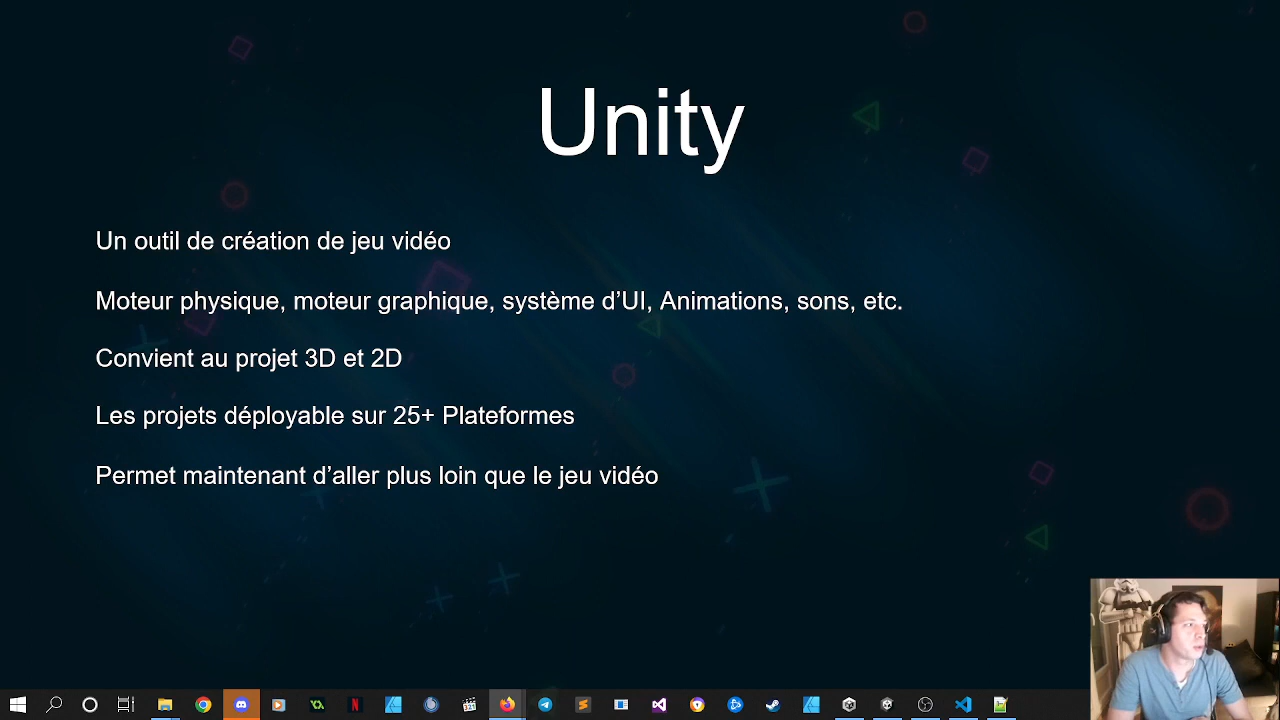 Unity
Un outil de création de jeu vidéo
Moteur physique, moteur graphique, système d’UI, Animations, sons, etc.
Convient au projet 3D et 2D
Les projets déployable sur 25+ Plateformes
Permet maintenant d’aller plus loin que le jeu vidéo